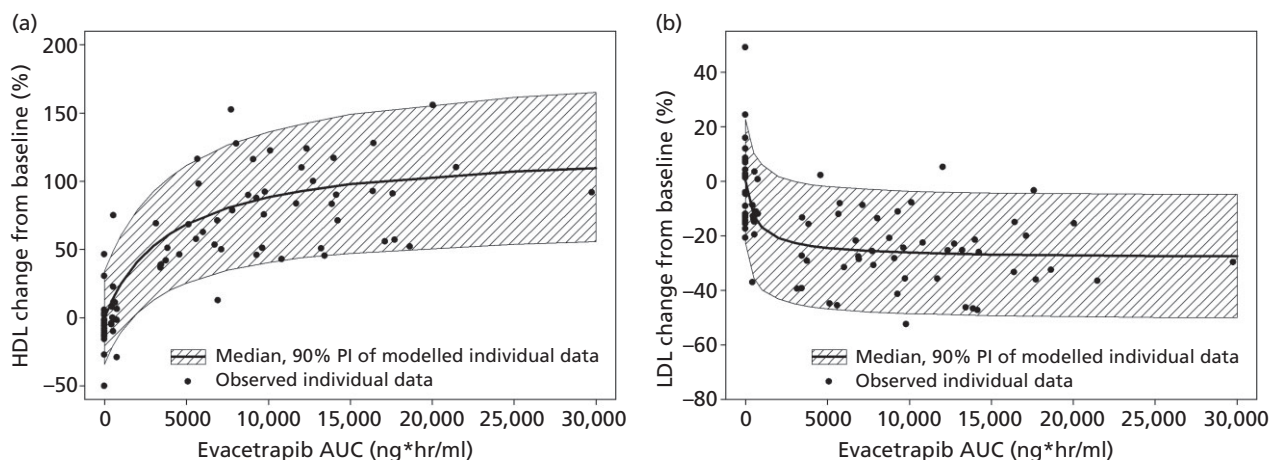 (a)
HDL change from baseline (%)
200
150
100
50
0
−50
Median, 90% PI of modelled individual data
Observed individual data
0 5000 10,000 15,000 20,000 25,000 30,000
Evacetrapib AUC (ng*hr/ml)
(b)
LDL change from baseline (%)
40
20
0
−20
−40
−60
−80
Median, 90% PI of modelled individual data
Observed individual data
0 5000 10,000 15,000 20,000 25,000 30,000
Evacetrapib AUC (ng*hr/ml)